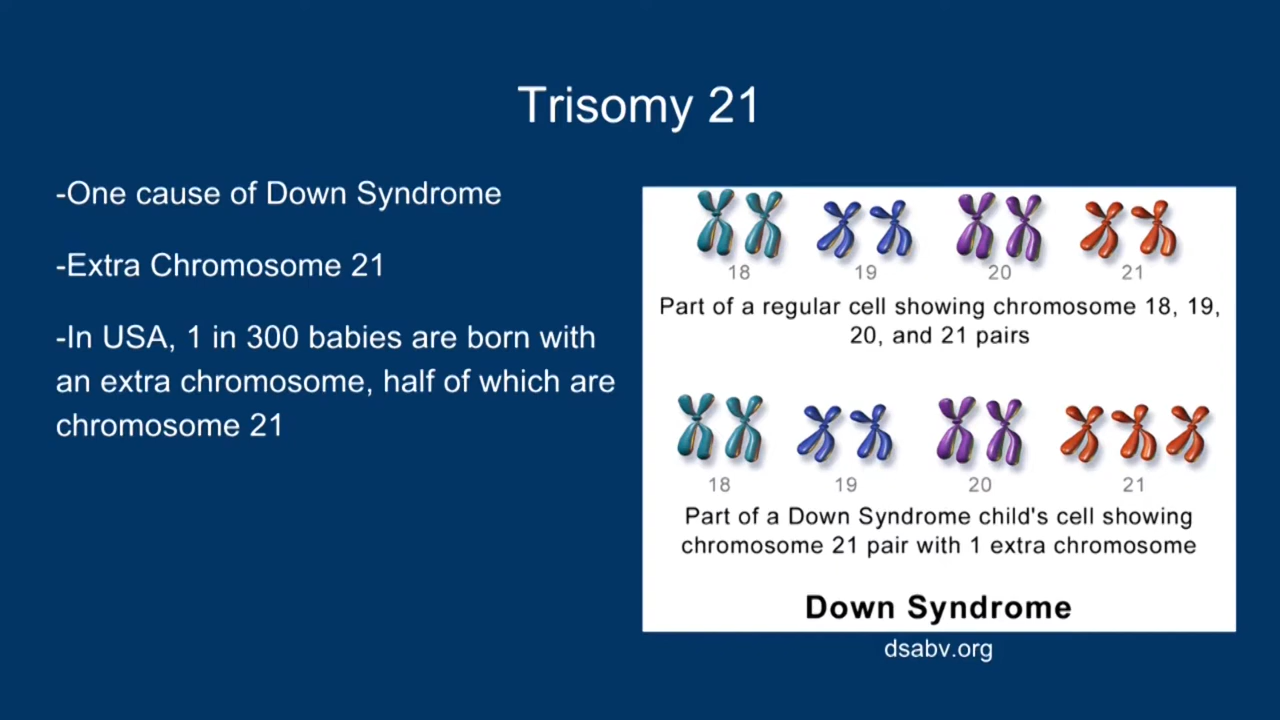 Trisomy 21
-One cause of Down Syndrome
-Extra Chromosome 21
-In USA, 1 in 300 babies are born with
an extra chromosome, half of which are
chromosome 21
18 19 20 21
Part of a regular cell showing chromosome 18, 19,
20, and 21 pairs
18 19 20 21
Part of a Down Syndrome child's cell showing
chromosome 21 pair with 1 extra chromosome
Down Syndrome
dsabv.org